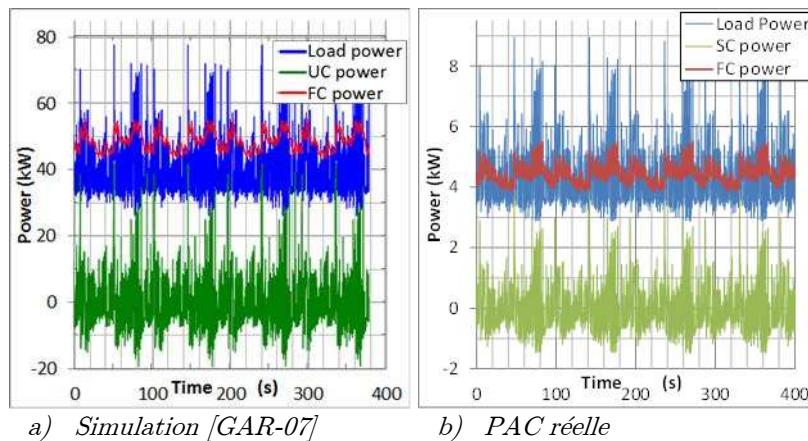 80
60
40
20
0
-20
Power (kW)
Load power
UC power
FC power
0 100 200 300 400
Time (s)
8
6
4
2
0
-2
Power (kW)
Load Power
SC power
FC power
0 100 200 300 400
Time (s)
a) Simulation [GAR-07]
b) PAC réelle